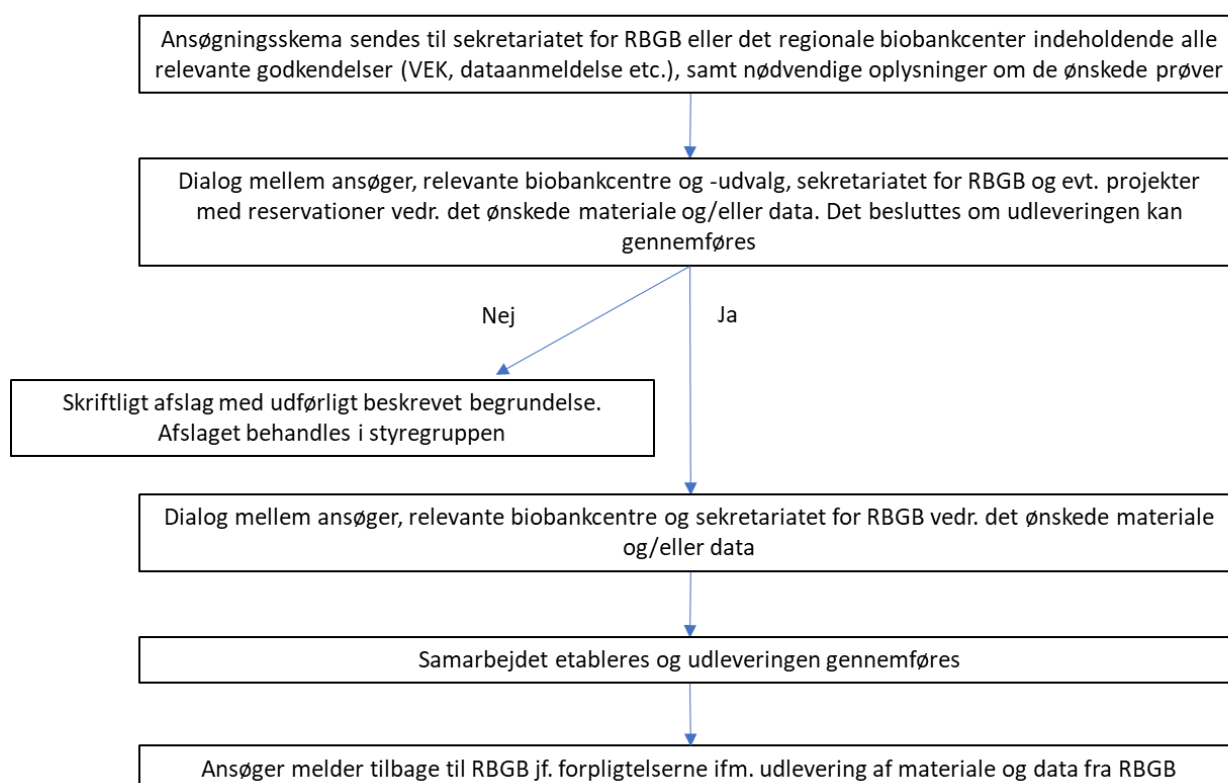 Ansøgningsskema sendes til sekretariatet for RBGB eller det regionale biobankcenter indeholdende alle
relevante godkendelser (VEK, dataanmeldelse etc.), samt nødvendige oplysninger om de ønskede prøver
Dialog mellem ansøger, relevante biobankcentre og -udvalg, sekretariatet for RBGB og evt. projekter
med reservationer vedr. det ønskede materiale og/eller data. Det besluttes om udleveringen kan
gennemføres
Nej
Ja
Skriftligt afslag med udførligt beskrevet begrundelse.
Afslaget behandles i styregruppen
Dialog mellem ansøger, relevante biobankcentre og sekretariatet for RBGB vedr. det ønskede materiale
og/eller data
Samarbejdet etableres og udleveringen gennemføres
Ansøger melder tilbage til RBGB jf. forpligtelserne ifm. udlevering af materiale og data fra RBGB